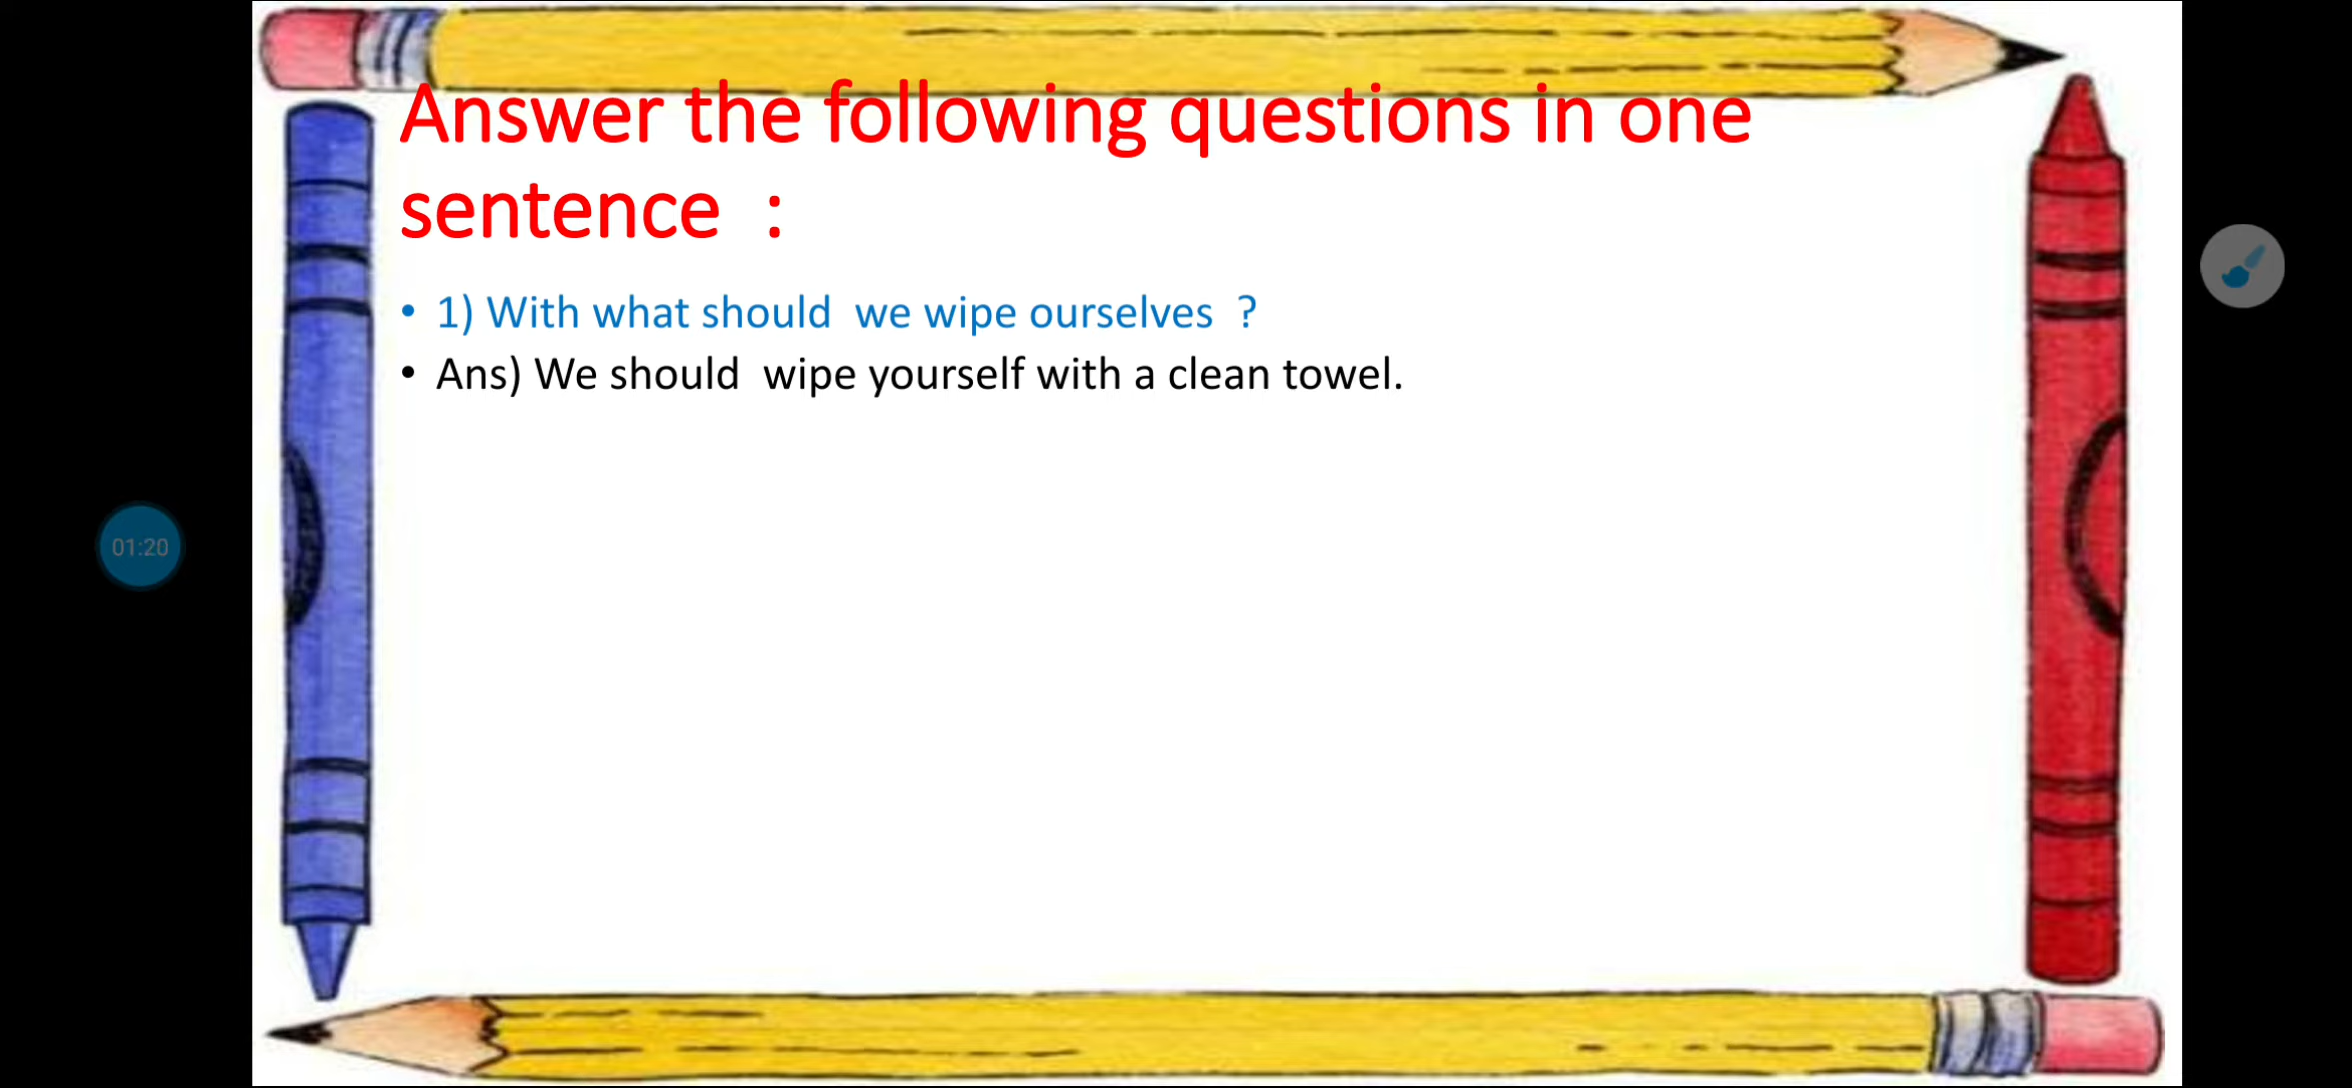 Answer the following questions in one
sentence :
• 1) With what should we wipe ourselves ?
• Ans) We should wipe yourself with a clean towel.
01:20